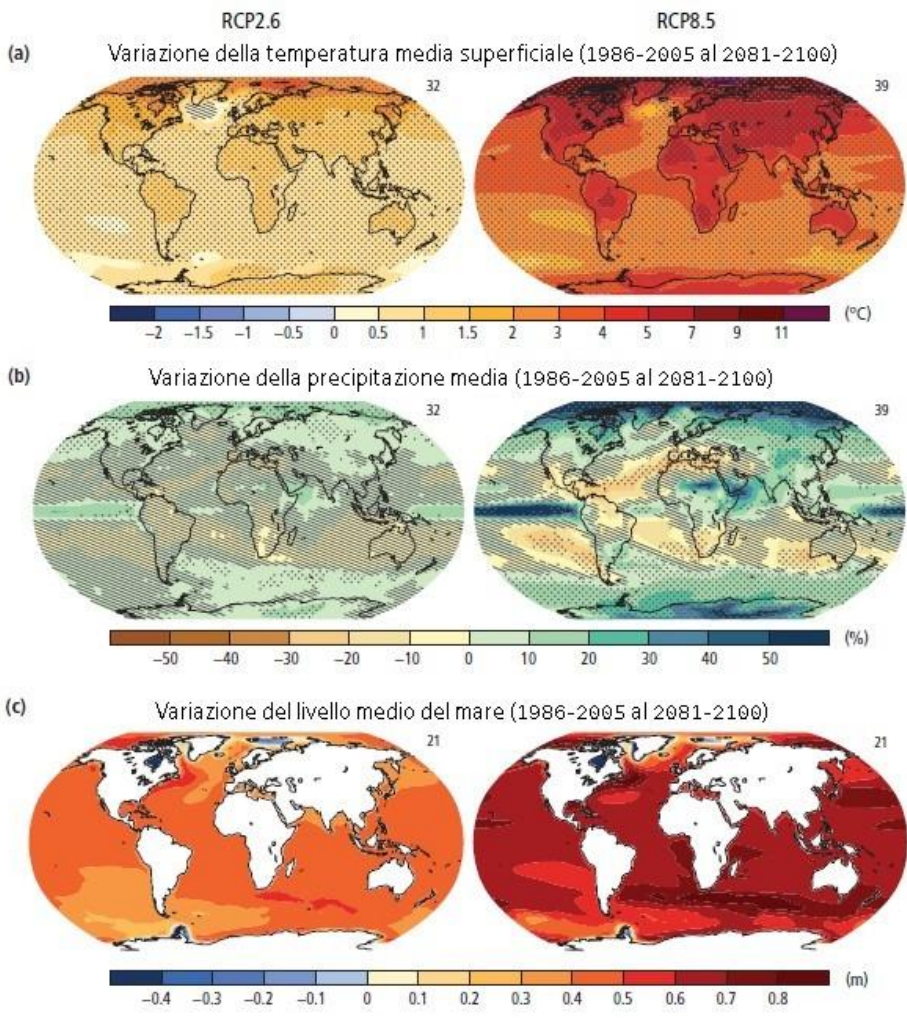 RCP2.6 RCP8.5
(a) Variazione della temperatura media superficiale (1986-2005 al 2081-2100)
32 39
−2 −1.5 −1 −0.5 0 0.5 1 1.5 2 3 4 5 7 9 11 (°C)
(b) Variazione della precipitazione media (1986-2005 al 2081-2100)
32 39
−50 −40 −30 −20 −10 0 10 20 30 40 50 (%)
(c) Variazione del livello medio del mare (1986-2005 al 2081-2100)
21 21
−0.4 −0.3 −0.2 −0.1 0 0.1 0.2 0.3 0.4 0.5 0.6 0.7 0.8 (m)